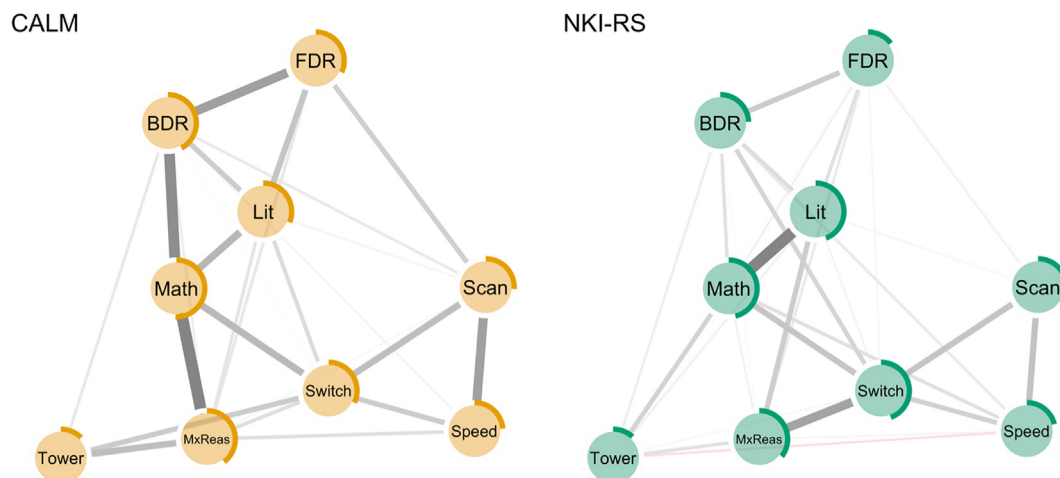 CALM
FDR
BDR
Lit
Math
Scan
Switch
MxReas
Speed
Tower
NKI-RS
FDR
BDR
Lit
Math
Scan
Switch
MxReas
Speed
Tower